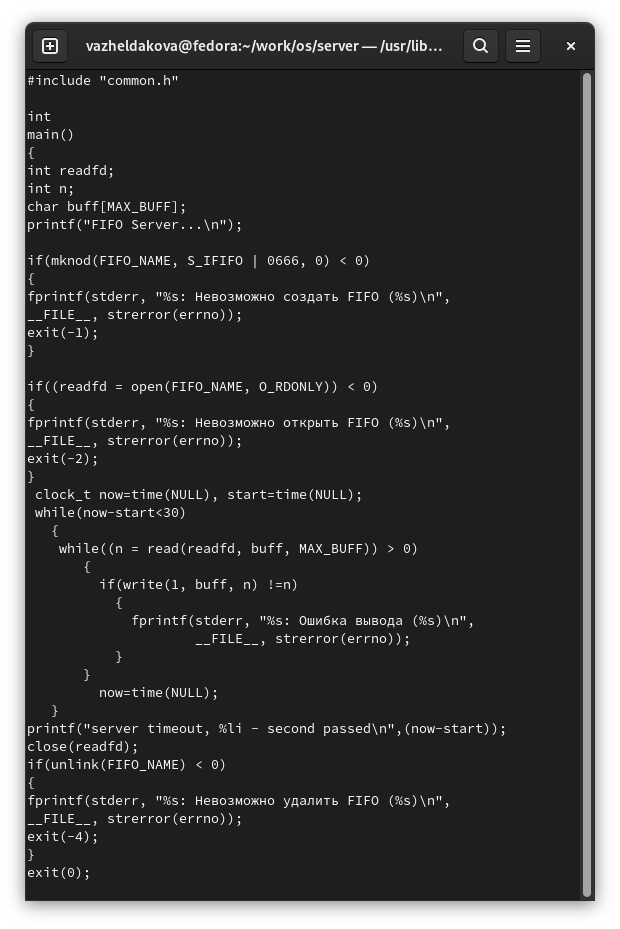 vazheldakova@fedora:~/work/os/server — /usr/lib…
#include "common.h"

int
main()
{
int readfd;
int n;
char buff[MAX_BUFF];
printf("FIFO Server...\n");

if(mknod(FIFO_NAME, S_IFIFO | 0666, 0) < 0)
{
fprintf(stderr, "%s: Невозможно создать FIFO (%s)\n",
__FILE__, strerror(errno));
exit(-1);
}

if((readfd = open(FIFO_NAME, O_RDONLY)) < 0)
{
fprintf(stderr, "%s: Невозможно открыть FIFO (%s)\n",
__FILE__, strerror(errno));
exit(-2);
}
 clock_t now=time(NULL), start=time(NULL);
 while(now-start<30)
   {
    while((n = read(readfd, buff, MAX_BUFF)) > 0)
       {
         if(write(1, buff, n) !=n)
           {
             fprintf(stderr, "%s: Ошибка вывода (%s)\n",
                     __FILE__, strerror(errno));
           }
       }
         now=time(NULL);
   }
printf("server timeout, %li - second passed\n",(now-start));
close(readfd);
if(unlink(FIFO_NAME) < 0)
{
fprintf(stderr, "%s: Невозможно удалить FIFO (%s)\n",
__FILE__, strerror(errno));
exit(-4);
}
exit(0);